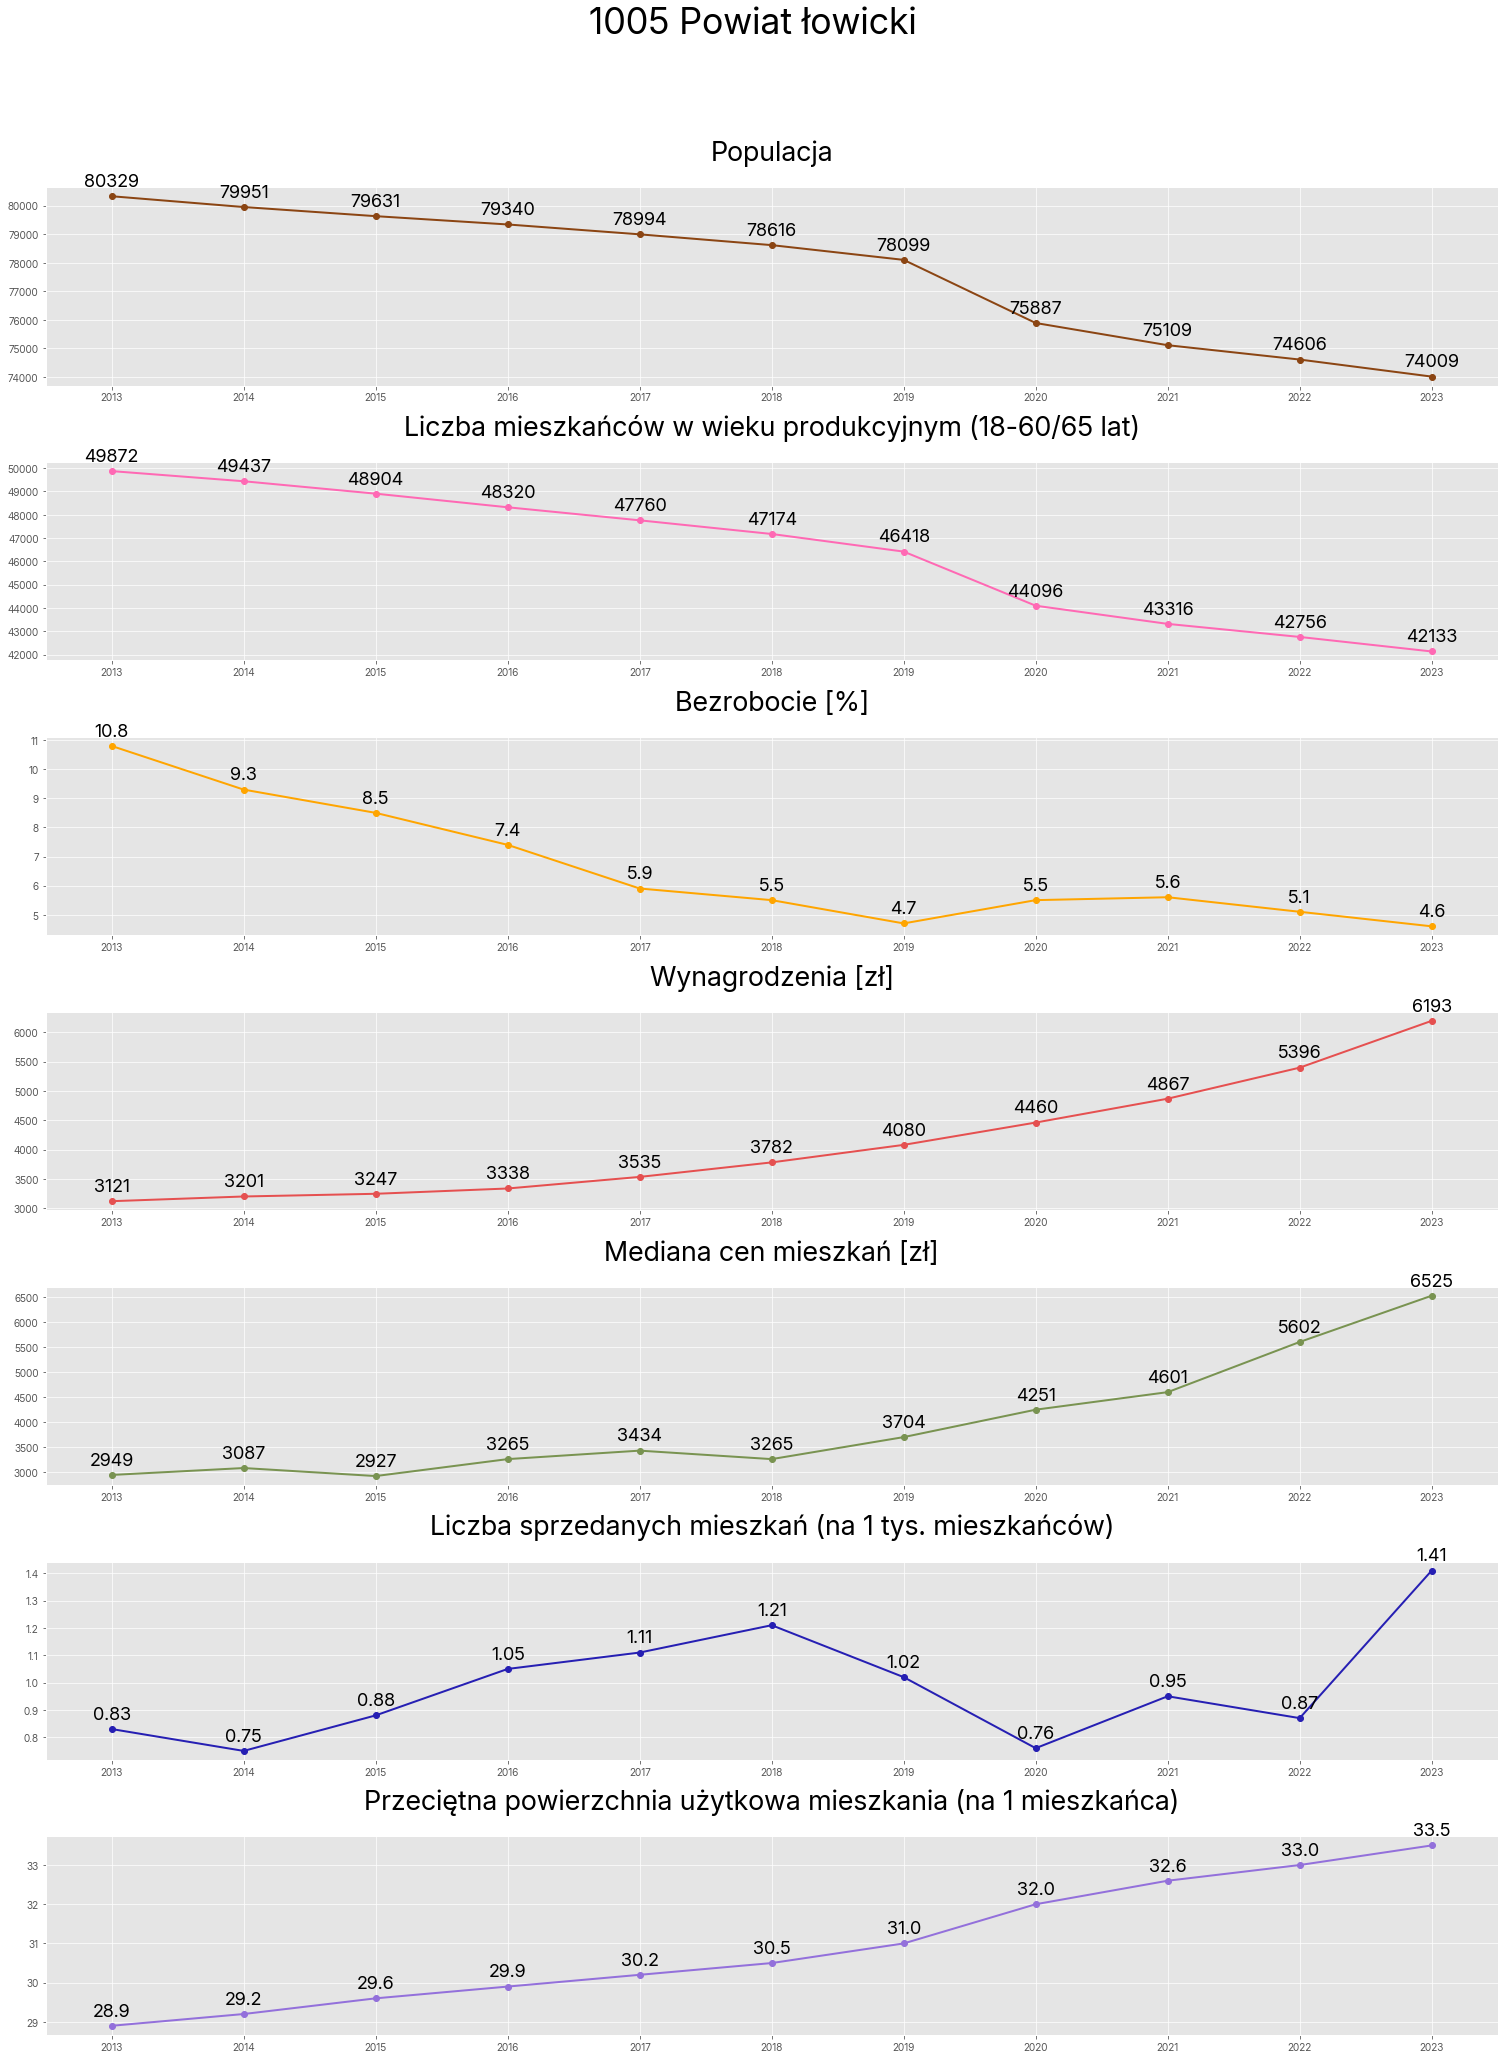 1005 Powiat łowicki
Populacja
80329 79951 79631 79340 78994 78616 78099 75887 75109 74606 74009
80000
79000
78000
77000
76000
75000
74000
2013 2014 2015 2016 2017 2018 2019 2020 2021 2022 2023
Liczba mieszkańców w wieku produkcyjnym (18-60/65 lat)
49872 49437 48904 48320 47760 47174 46418 44096 43316 42756 42133
50000
49000
48000
47000
46000
45000
44000
43000
42000
2013 2014 2015 2016 2017 2018 2019 2020 2021 2022 2023
Bezrobocie [%]
10.8 9.3 8.5 7.4 5.9 5.5 4.7 5.5 5.6 5.1 4.6
11
10
9
8
7
6
5
2013 2014 2015 2016 2017 2018 2019 2020 2021 2022 2023
Wynagrodzenia [zł]
3121 3201 3247 3338 3535 3782 4080 4460 4867 5396 6193
6000
5500
5000
4500
4000
3500
3000
2013 2014 2015 2016 2017 2018 2019 2020 2021 2022 2023
Mediana cen mieszkań [zł]
2949 3087 2927 3265 3434 3265 3704 4251 4601 5602 6525
6500
6000
5500
5000
4500
4000
3500
3000
2013 2014 2015 2016 2017 2018 2019 2020 2021 2022 2023
Liczba sprzedanych mieszkań (na 1 tys. mieszkańców)
0.83 0.75 0.88 1.05 1.11 1.21 1.02 0.76 0.95 0.87 1.41
1.4
1.3
1.2
1.1
1.0
0.9
0.8
2013 2014 2015 2016 2017 2018 2019 2020 2021 2022 2023
Przeciętna powierzchnia użytkowa mieszkania (na 1 mieszkańca)
28.9 29.2 29.6 29.9 30.2 30.5 31.0 32.0 32.6 33.0 33.5
33
32
31
30
29
2013 2014 2015 2016 2017 2018 2019 2020 2021 2022 2023